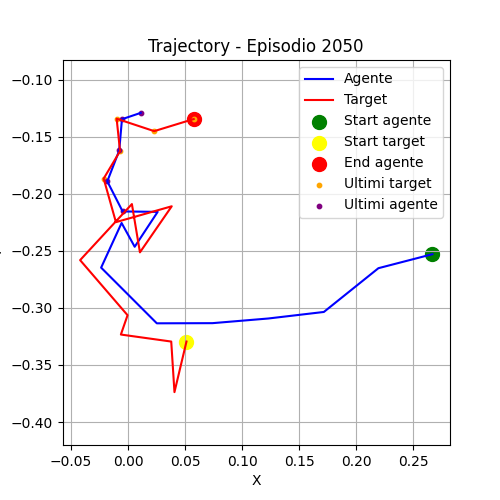 Trajectory - Episodio 2050
Agente
Target
Start agente
Start target
End agente
Ultimi target
Ultimi agente
−0.10
−0.15
−0.20
−0.25
−0.30
−0.35
−0.40
−0.05
0.00
0.05
0.10
0.15
0.20
0.25
X